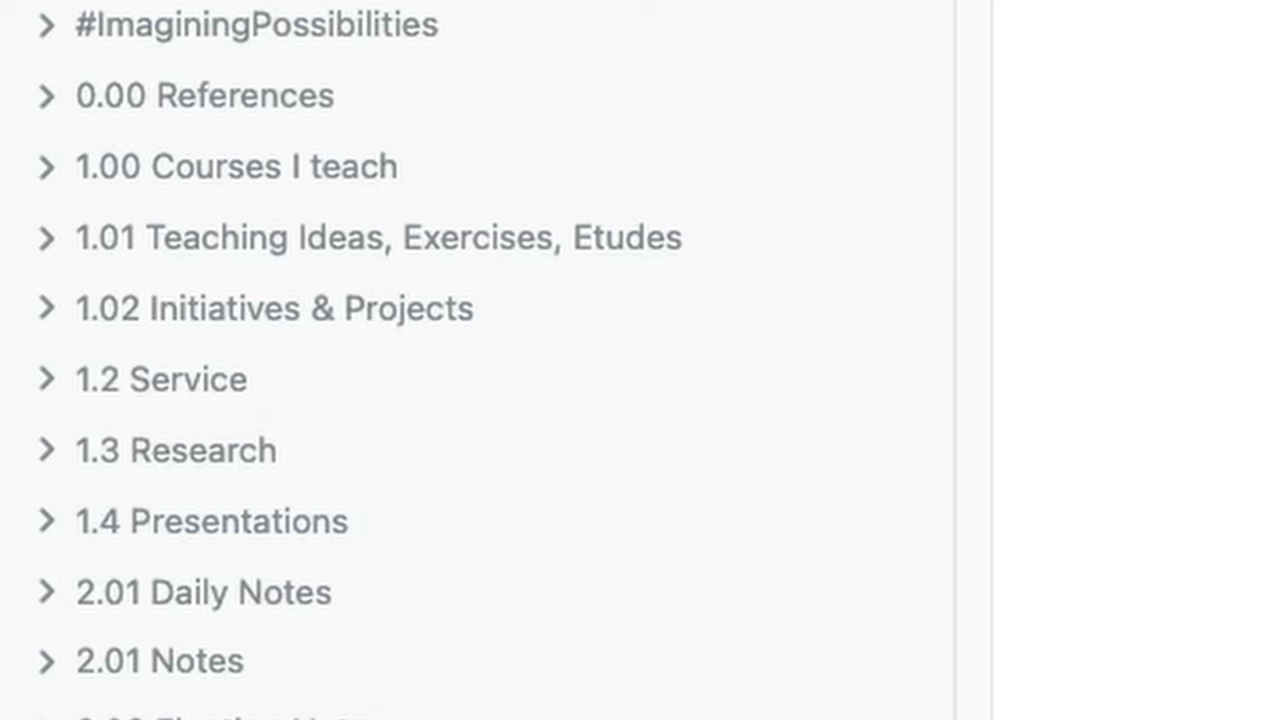 #ImaginingPossibilities
0.00 References
1.00 Courses I teach
1.01 Teaching Ideas, Exercises, Etudes
1.02 Initiatives & Projects
1.2 Service
1.3 Research
1.4 Presentations
2.01 Daily Notes
2.01 Notes